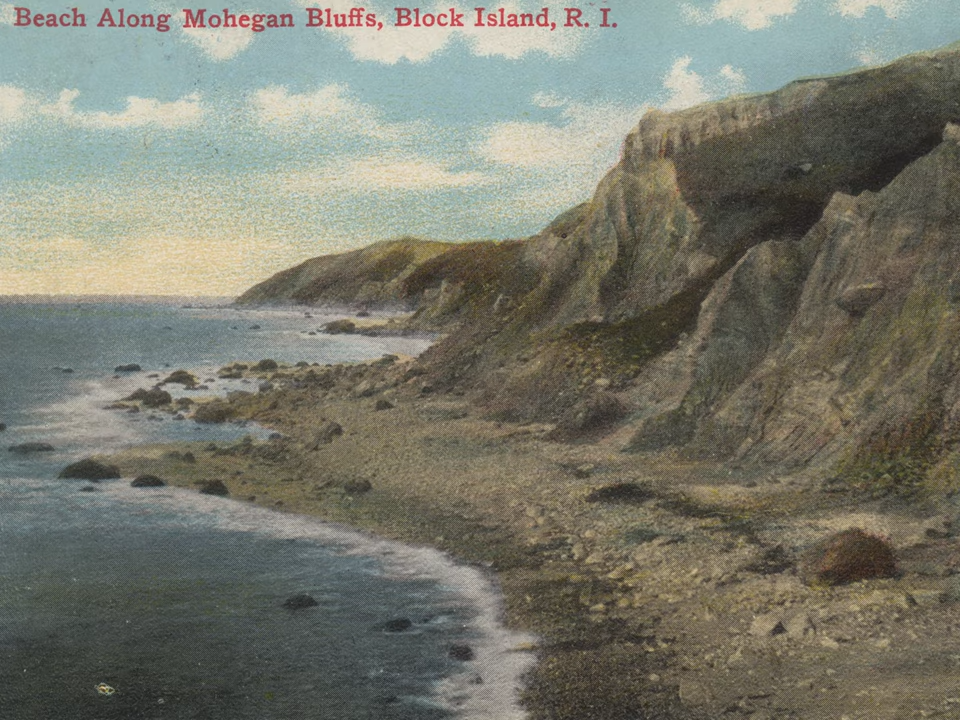 Beach Along Mohegan Bluffs, Block Island, R. I.